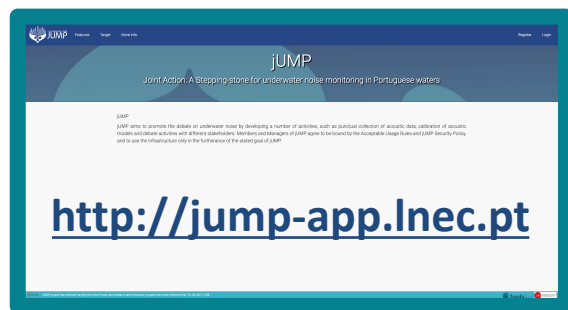 jUMP
Features
Target
More info
Register
Login
jUMP
Joint Action: A Stepping-stone for underwater noise monitoring in Portuguese waters
jUMP
jUMP aims to promote the debate on underwater noise by developing a number of activities, such as punctual collection of acoustic data, calibration of acoustic
models and debate activities with different stakeholders. Members and Managers of jUMP agree to be bound by the Acceptable Usage Rules and jUMP Security Policy,
and to use the Infrastructure only in the furtherance of the stated goal of jUMP.
http://jump-app.lnec.pt